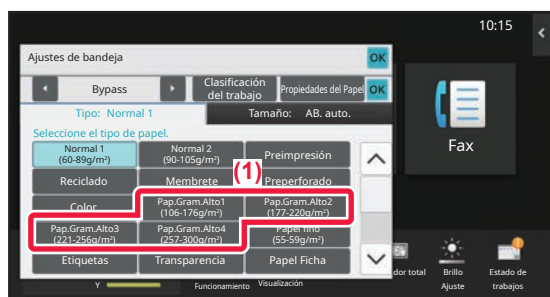 10:15
Ajustes de bandeja
OK
Bypass
Clasificación
del trabajo
Propiedades del Papel
OK
Tipo: Normal 1
Tamaño: AB. auto.
Seleccione el tipo de papel.
Normal 1
(60-89g/m²)
Normal 2
(90-105g/m²)
Preimpresión
Reciclado
Membrete
(1)
Preperforado
Color
Pap.Gram.Alto1
(106-176g/m²)
Pap.Gram.Alto2
(177-220g/m²)
Pap.Gram.Alto3
(221-256g/m²)
Pap.Gram.Alto4
(257-300g/m²)
Papel fino
(55-59g/m²)
Etiquetas
Transparencia
Papel Ficha
Fax
Y
Funcionamiento
Visualización
dor total
Brillo
Ajuste
Estado de
trabajos